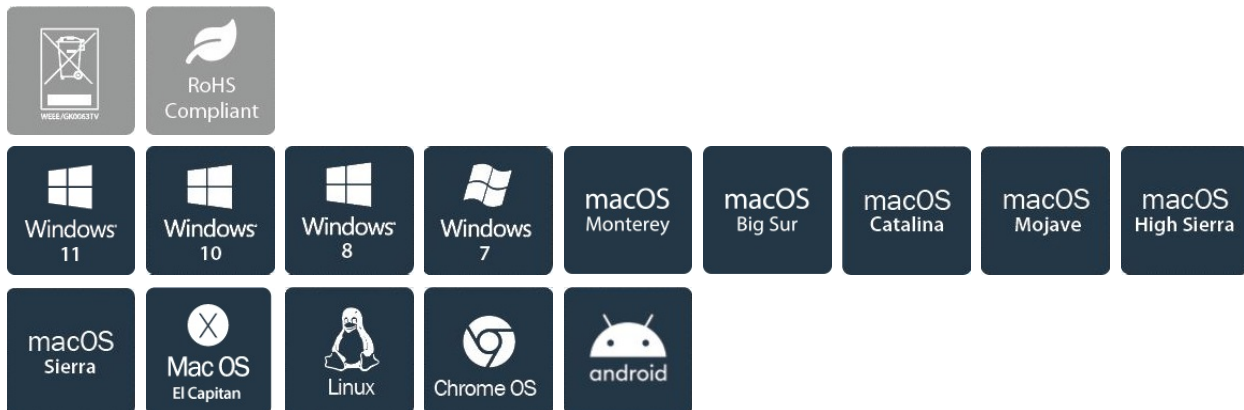 WEEE/GK0063TV
RoHS
Compliant
Windows
11
Windows
10
Windows
8
Windows
7
macOS
Monterey
macOS
Big Sur
macOS
Catalina
macOS
Mojave
macOS
High Sierra
macOS
Sierra
X
Mac OS
El Capitan
Linux
Chrome OS
android